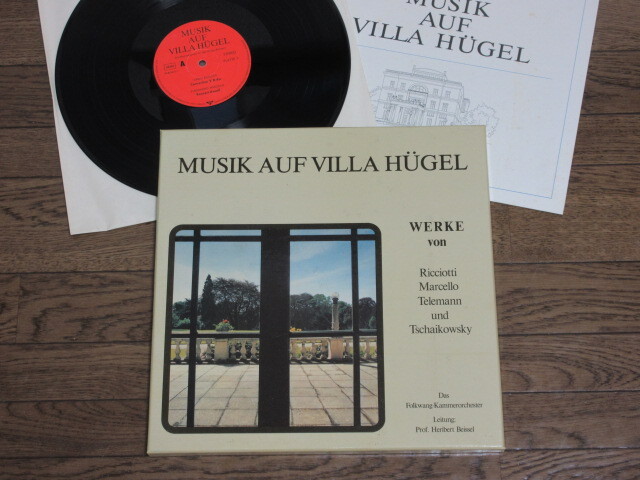 MUSIK
AUF
VILLA HÜGEL
A
MUSIK
AUF
VILLA HÜGEL
MUSIK AUF VILLA HÜGEL
WERKE
von
Ricciotti
Marcello
Telemann
und
Tschaikowsky
Das
Folkwang-Kammerorchester
Leitung:
Prof. Heribert Beissel